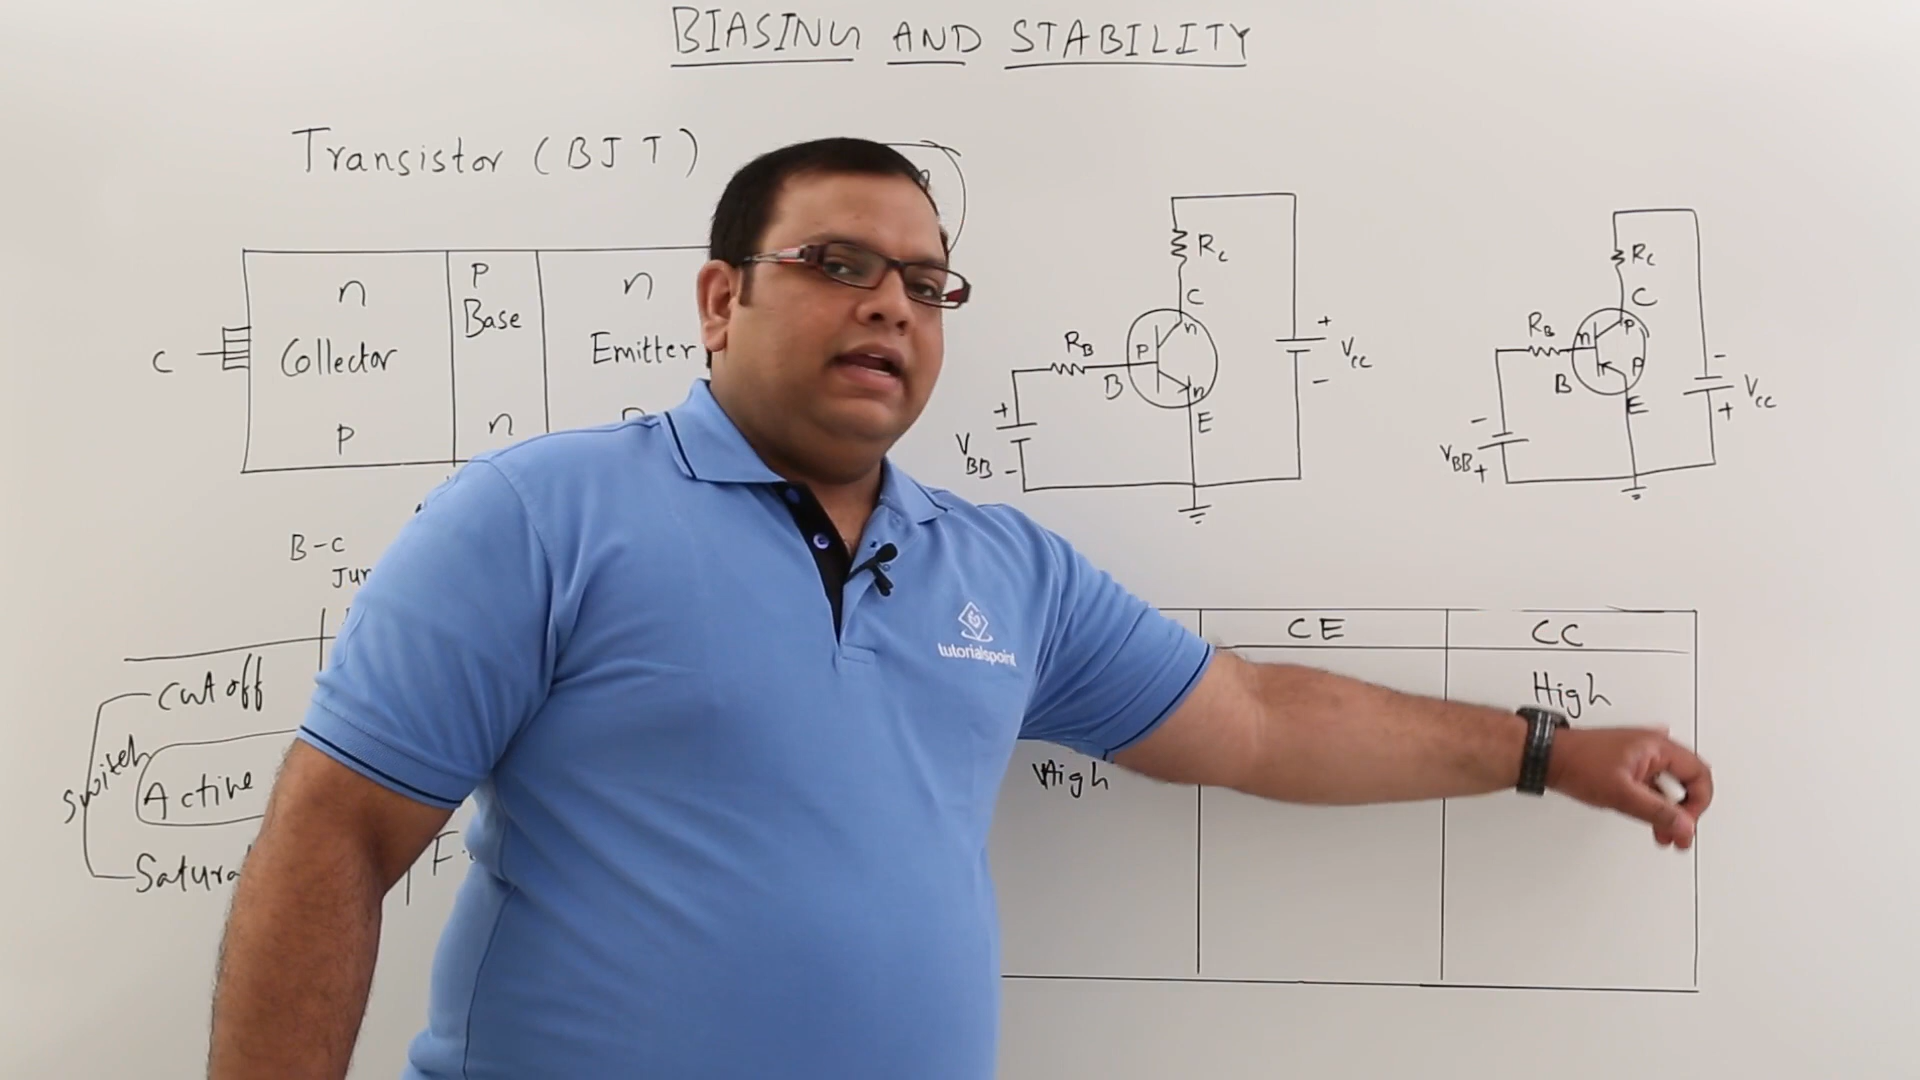 BIASING AND STABILITY
Transistor (BJT)
n
P
n
Base
C
Collector
Emitter
P
n
B-C
Cut off
Switch
Active
RC
C
n
RB
P
B
n
E
+
VCC
-
+
VBB
-
RC
C
RB
n
P
B
P
E
-
VCC
+
-
VBB
+
CE
CC
High
High
tutorialspoint